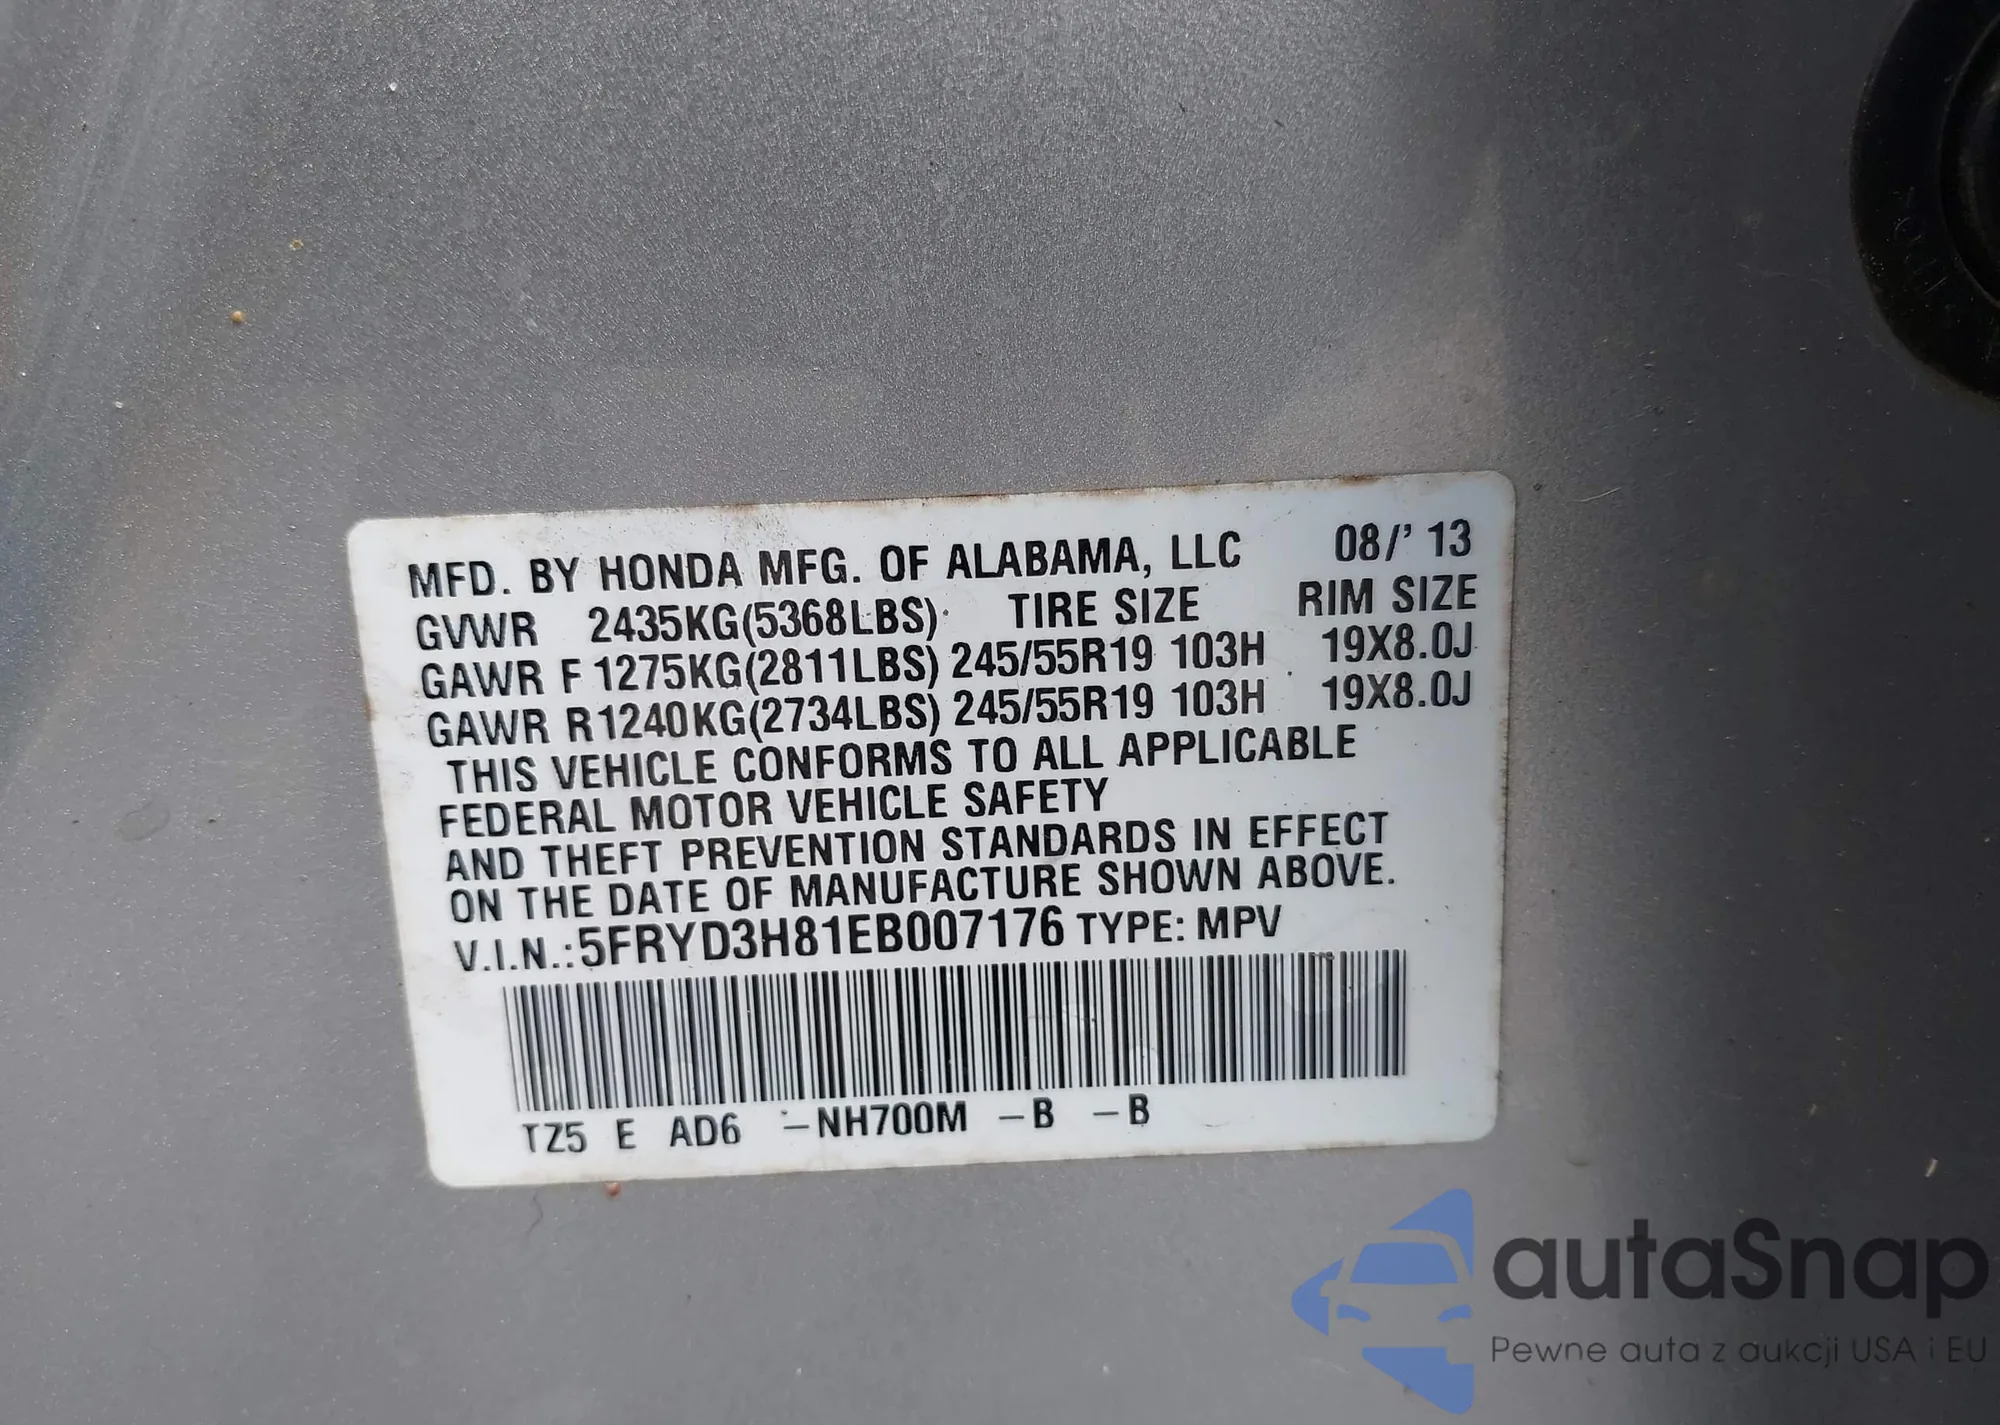 MFD. BY HONDA MFG. OF ALABAMA, LLC 08/' 13
GVWR 2435KG(5368LBS) TIRE SIZE RIM SIZE
GAWR F 1275KG(2811LBS) 245/55R19 103H 19X8.0J
GAWR R1240KG(2734LBS) 245/55R19 103H 19X8.0J
THIS VEHICLE CONFORMS TO ALL APPLICABLE
FEDERAL MOTOR VEHICLE SAFETY
AND THEFT PREVENTION STANDARDS IN EFFECT
ON THE DATE OF MANUFACTURE SHOWN ABOVE.
V.I.N.:5FRYD3H81EB007176 TYPE: MPV
TZ5 E AD6 -NH700M -B -B
autaSnap
Pewne auta z aukcji USA i EU